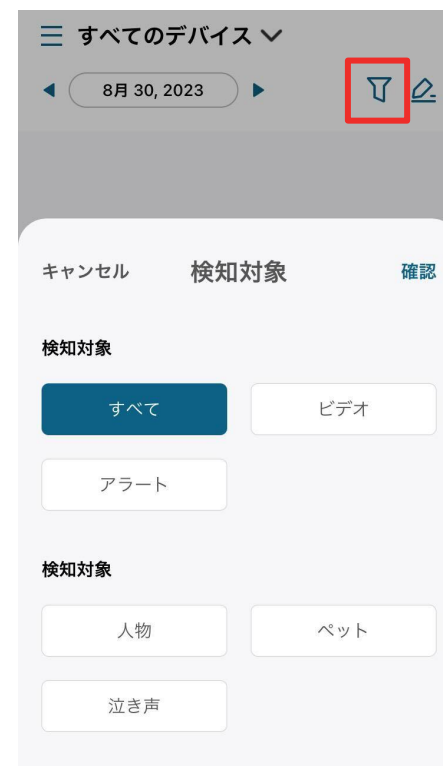 すべてのデバイス
8月 30, 2023
キャンセル 検知対象 確認
検知対象
すべて ビデオ
アラート
検知対象
人物 ペット
泣き声